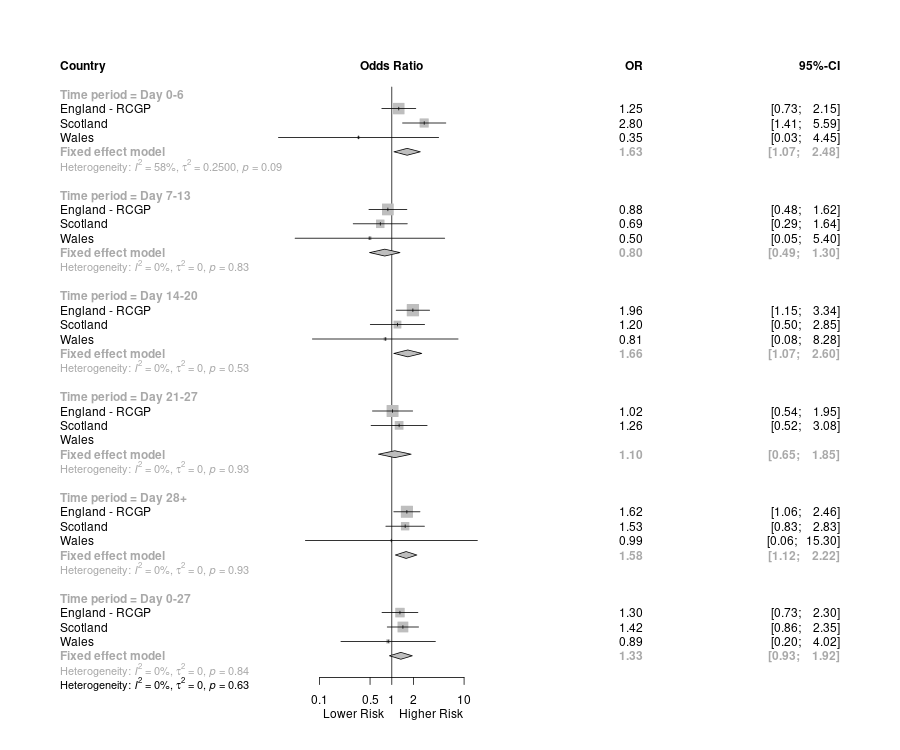 Country Odds Ratio OR 95%-CI
Time period = Day 0-6
England - RCGP 1.25 [0.73; 2.15]
Scotland 2.80 [1.41; 5.59]
Wales 0.35 [0.03; 4.45]
Fixed effect model 1.63 [1.07; 2.48]
Heterogeneity: I² = 58%, τ² = 0.2500, p = 0.09
Time period = Day 7-13
England - RCGP 0.88 [0.48; 1.62]
Scotland 0.69 [0.29; 1.64]
Wales 0.50 [0.05; 5.40]
Fixed effect model 0.80 [0.49; 1.30]
Heterogeneity: I² = 0%, τ² = 0, p = 0.83
Time period = Day 14-20
England - RCGP 1.96 [1.15; 3.34]
Scotland 1.20 [0.50; 2.85]
Wales 0.81 [0.08; 8.28]
Fixed effect model 1.66 [1.07; 2.60]
Heterogeneity: I² = 0%, τ² = 0, p = 0.53
Time period = Day 21-27
England - RCGP 1.02 [0.54; 1.95]
Scotland 1.26 [0.52; 3.08]
Wales
Fixed effect model 1.10 [0.65; 1.85]
Heterogeneity: I² = 0%, τ² = 0, p = 0.93
Time period = Day 28+
England - RCGP 1.62 [1.06; 2.46]
Scotland 1.53 [0.83; 2.83]
Wales 0.99 [0.06; 15.30]
Fixed effect model 1.58 [1.12; 2.22]
Heterogeneity: I² = 0%, τ² = 0, p = 0.93
Time period = Day 0-27
England - RCGP 1.30 [0.73; 2.30]
Scotland 1.42 [0.86; 2.35]
Wales 0.89 [0.20; 4.02]
Fixed effect model 1.33 [0.93; 1.92]
Heterogeneity: I² = 0%, τ² = 0, p = 0.84
Heterogeneity: I² = 0%, τ² = 0, p = 0.63
0.1 0.5 1 2 10
Lower Risk Higher Risk